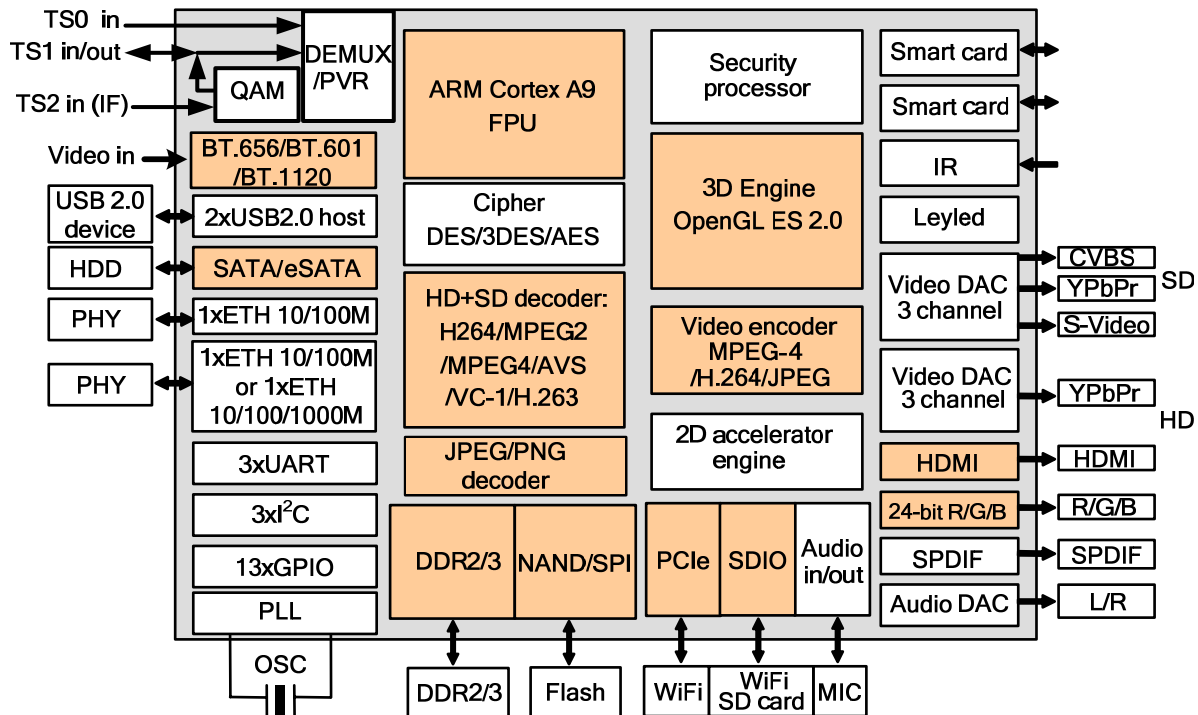 TS0 in
TS1 in/out
TS2 in (IF)
Video in
USB 2.0
device
HDD
PHY
PHY
DEMUX
/PVR
QAM
BT.656/BT.601
/BT.1120
2xUSB2.0 host
SATA/eSATA
1xETH 10/100M
1xETH 10/100M
or 1xETH
10/100/1000M
3xUART
3xI²C
13xGPIO
PLL
OSC
ARM Cortex A9
FPU
Cipher
DES/3DES/AES
HD+SD decoder:
H264/MPEG2
/MPEG4/AVS
/VC-1/H.263
JPEG/PNG
decoder
DDR2/3
NAND/SPI
DDR2/3
Flash
Security
processor
3D Engine
OpenGL ES 2.0
Video encoder
MPEG-4
/H.264/JPEG
2D accelerator
engine
PCIe
SDIO
Audio
in/out
WiFi
WiFi
SD card
MIC
Smart card
Smart card
IR
Leyled
Video DAC
3 channel
Video DAC
3 channel
HDMI
24-bit R/G/B
SPDIF
Audio DAC
CVBS
YPbPr
S-Video
SD
YPbPr
HD
HDMI
R/G/B
SPDIF
L/R